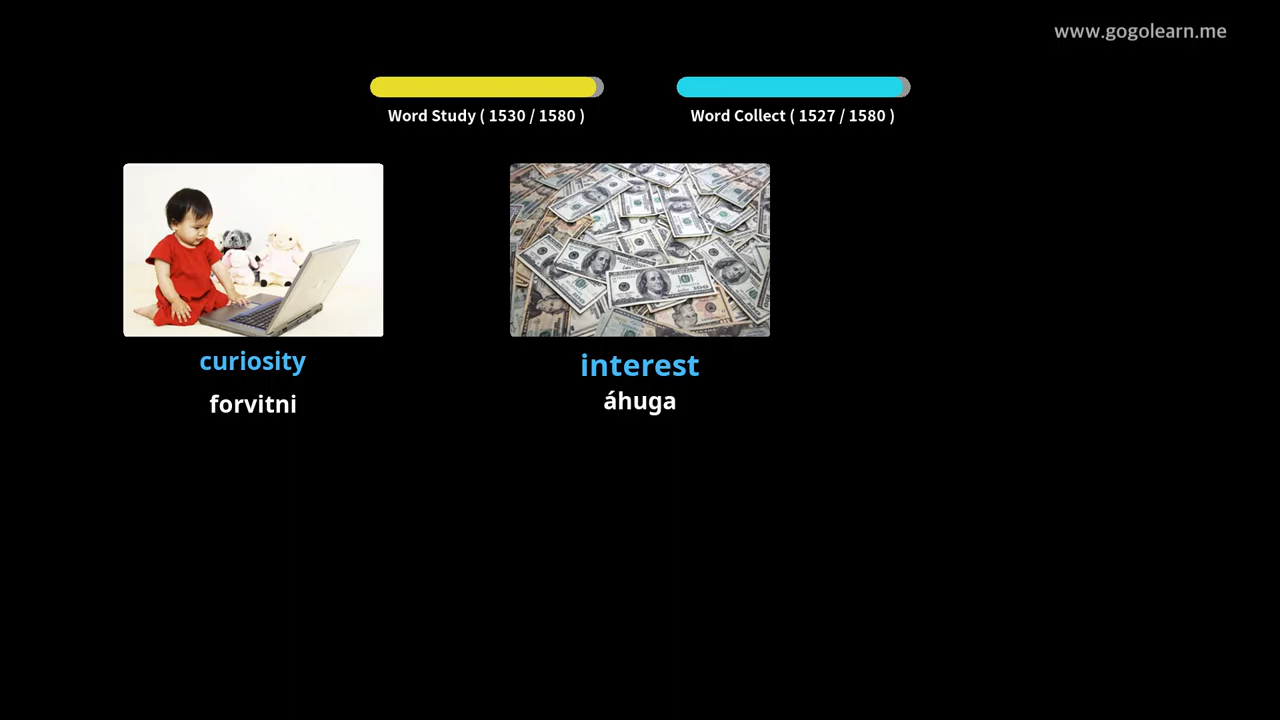 www.gogolearn.me
Word Study ( 1530 / 1580 )
Word Collect ( 1527 / 1580 )
curiosity
forvitni
interest
áhuga